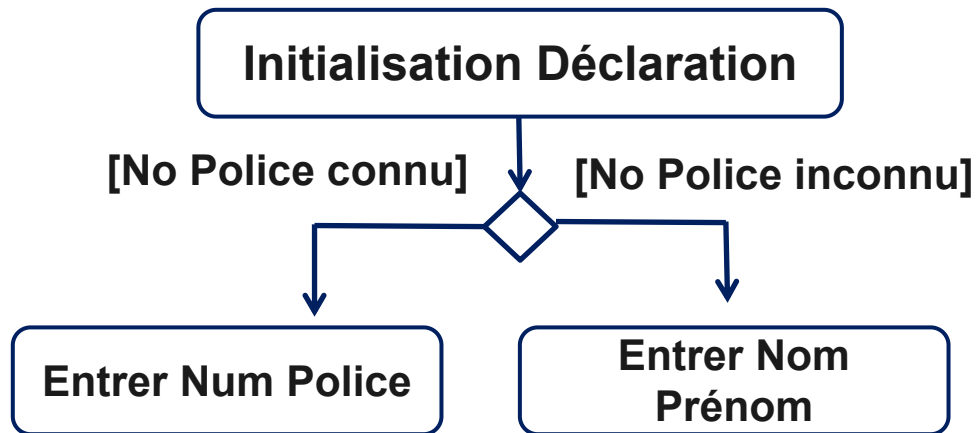 Initialisation Déclaration
[No Police connu]
[No Police inconnu]
Entrer Num Police
Entrer Nom
Prénom